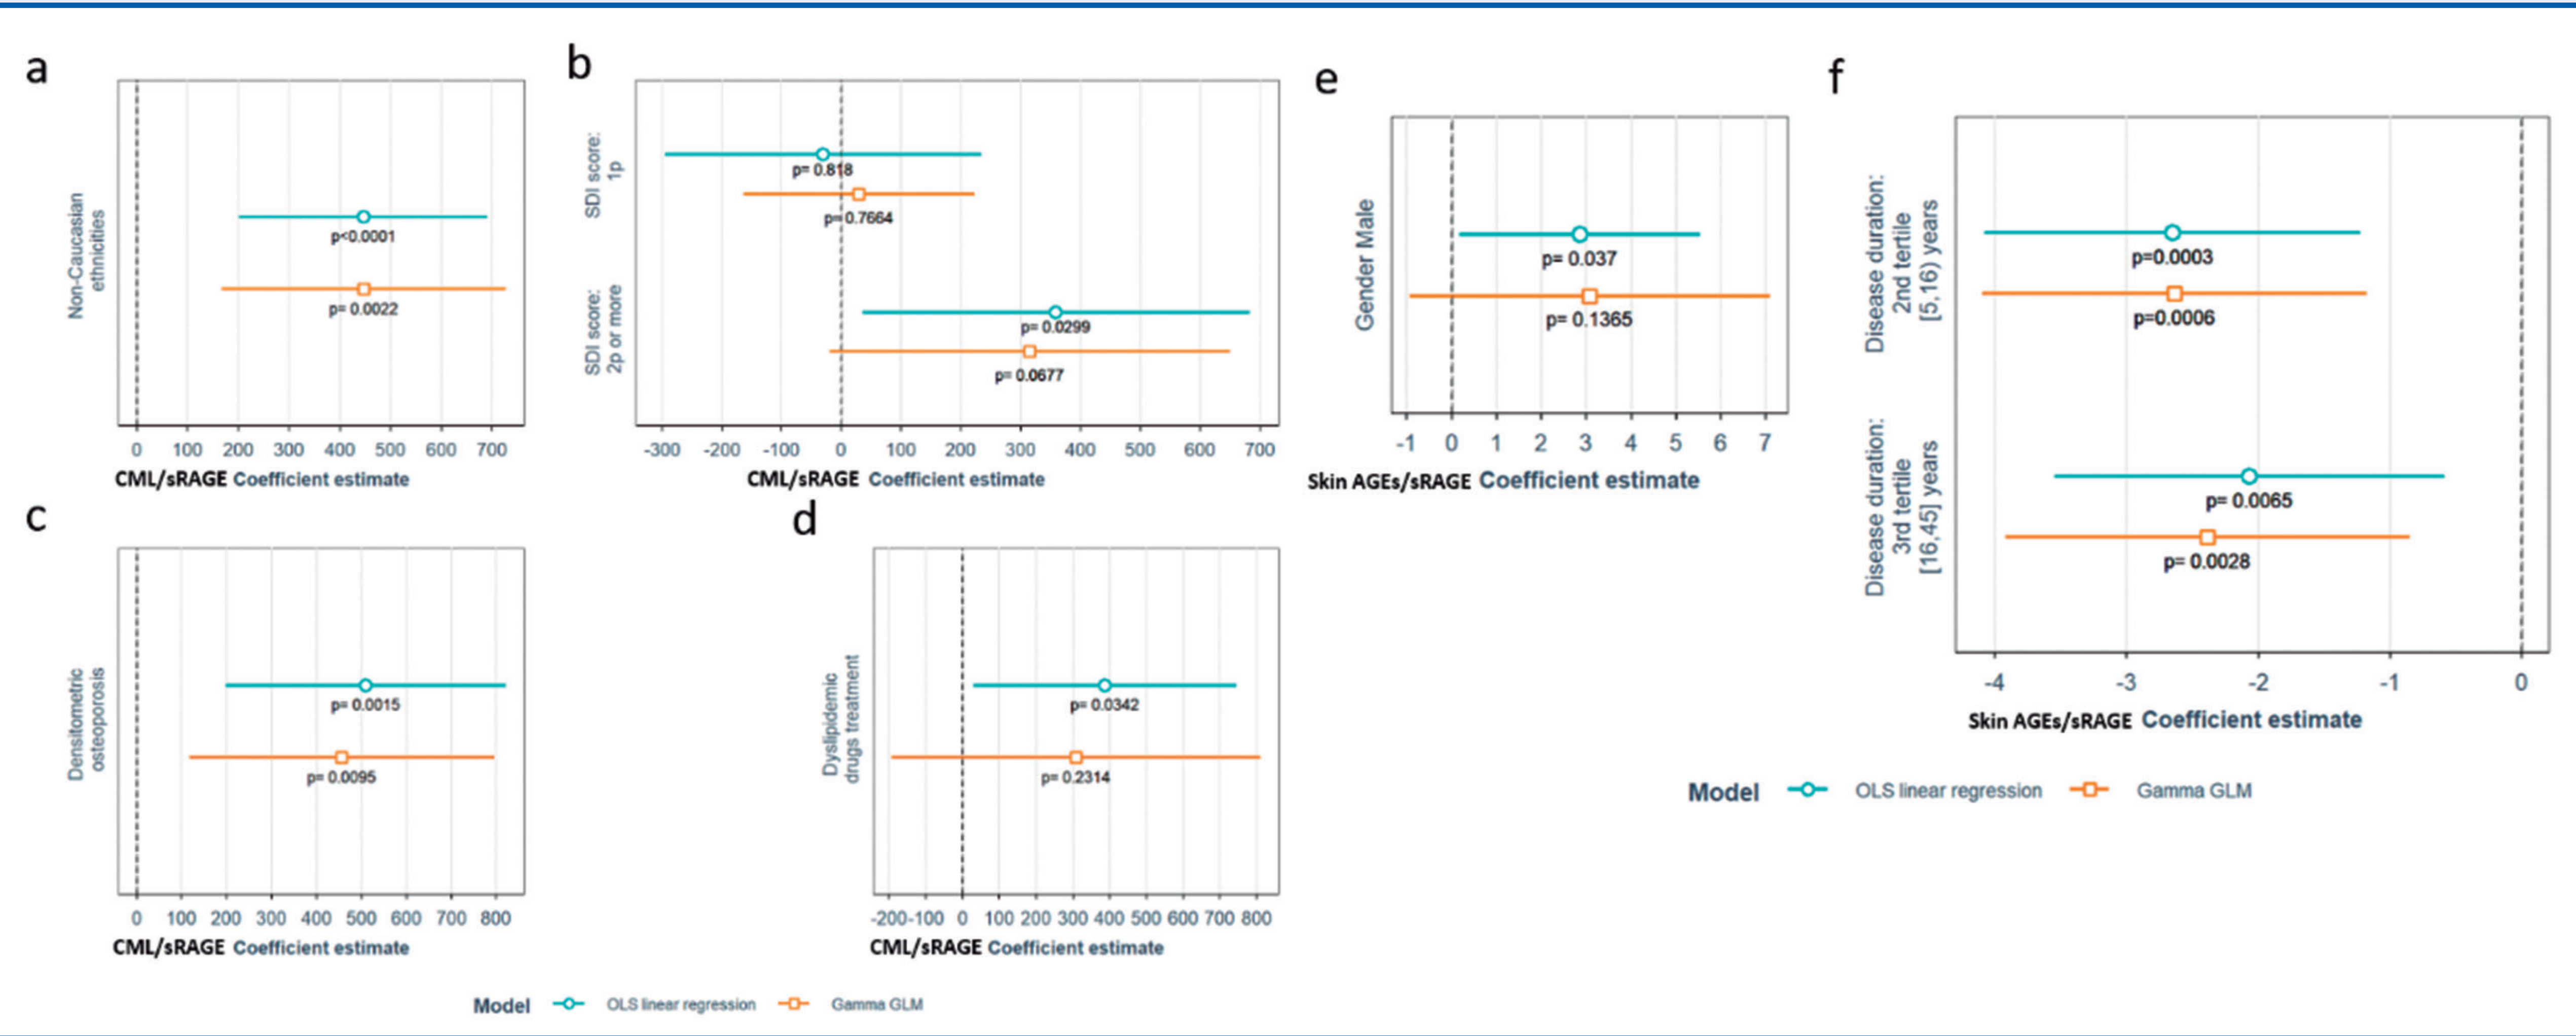 a
Non-Caucasian
ethnicities
p<0.0001
p= 0.0022
0 100 200 300 400 500 600 700
CML/sRAGE Coefficient estimate
b
SDI score:
1p
p= 0.818
p= 0.7664
SDI score:
2p or more
p= 0.0299
p= 0.0677
-300 -200 -100 0 100 200 300 400 500 600 700
CML/sRAGE Coefficient estimate
c
Densitometric
osteoporosis
p= 0.0015
p= 0.0095
0 100 200 300 400 500 600 700 800
CML/sRAGE Coefficient estimate
d
Dyslipidemic
drugs treatment
p= 0.0342
p= 0.2314
-200 -100 0 100 200 300 400 500 600 700 800
CML/sRAGE Coefficient estimate
Model OLS linear regression Gamma GLM
e
Gender Male
p= 0.037
p= 0.1365
-1 0 1 2 3 4 5 6 7
Skin AGEs/sRAGE Coefficient estimate
f
Disease duration:
2nd tertile
[5,16) years
p=0.0003
p=0.0006
Disease duration:
3rd tertile
[16,45] years
p= 0.0065
p= 0.0028
-4 -3 -2 -1 0
Skin AGEs/sRAGE Coefficient estimate
Model OLS linear regression Gamma GLM